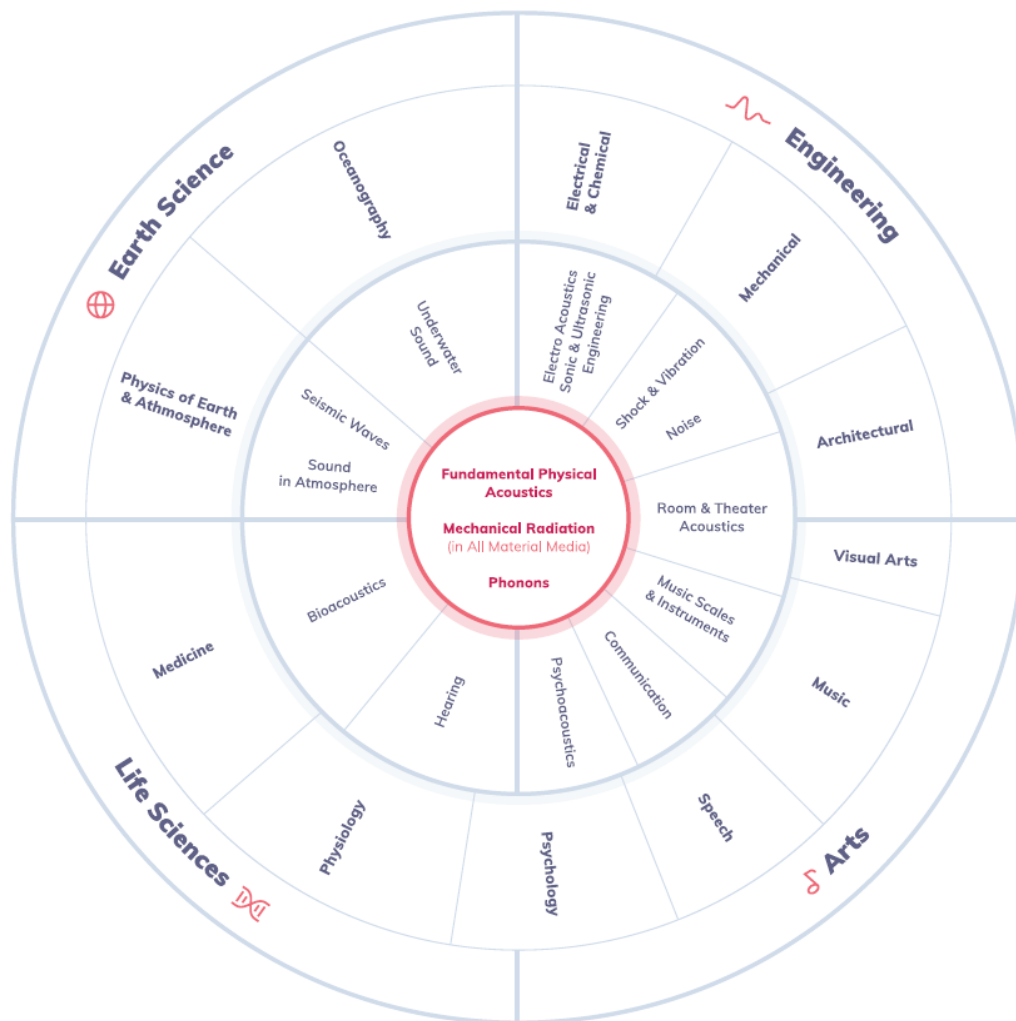 Earth Science
Engineering
Life Sciences
Arts
Oceanography
Physics of Earth
& Athmosphere
Electrical
& Chemical
Mechanical
Architectural
Visual Arts
Music
Speech
Psychology
Physiology
Medicine
Underwater
Sound
Seismic Waves
Sound
in Atmosphere
Electro Acoustics
Sonic & Ultrasonic
Engineering
Shock & Vibration
Noise
Room & Theater
Acoustics
Music Scales
& Instruments
Communication
Psychoacoustics
Hearing
Bioacoustics
Fundamental Physical
Acoustics
Mechanical Radiation
(in All Material Media)
Phonons